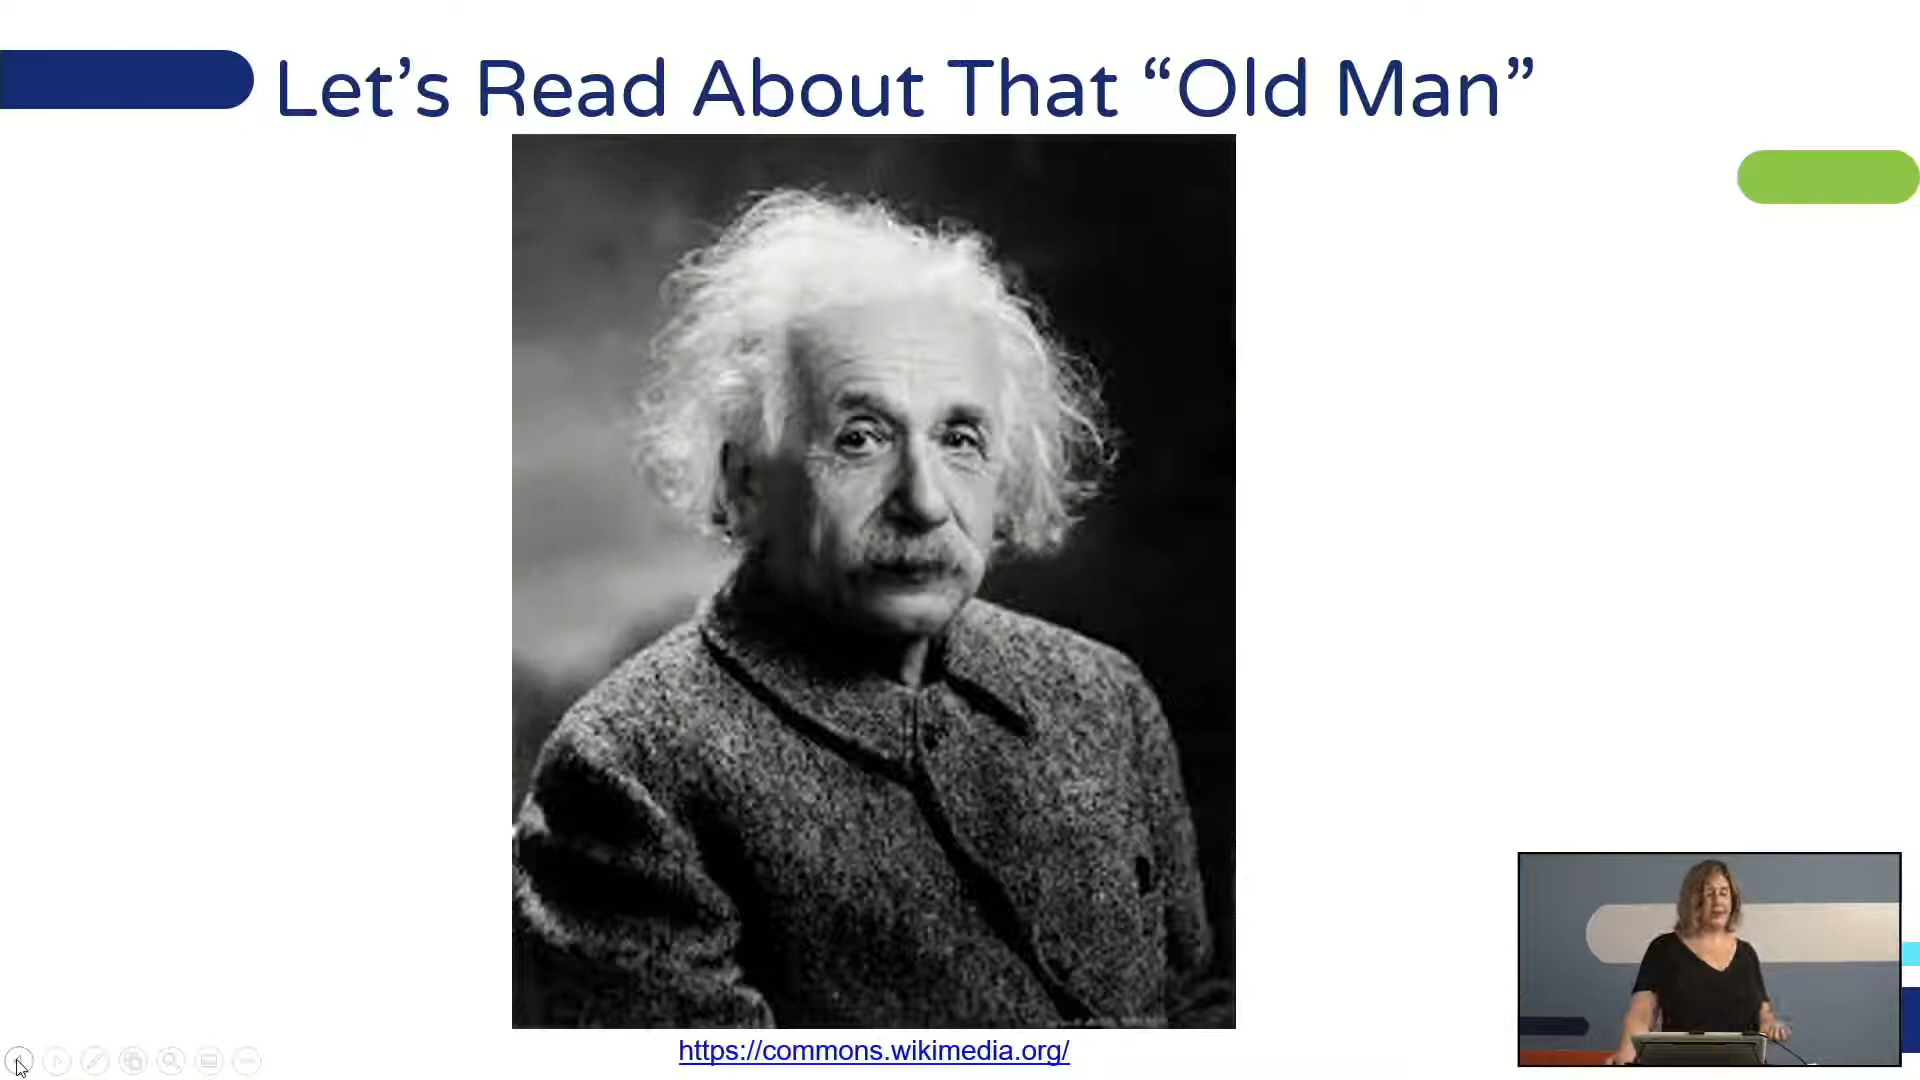 Let’s Read About That “Old Man”
https://commons.wikimedia.org/